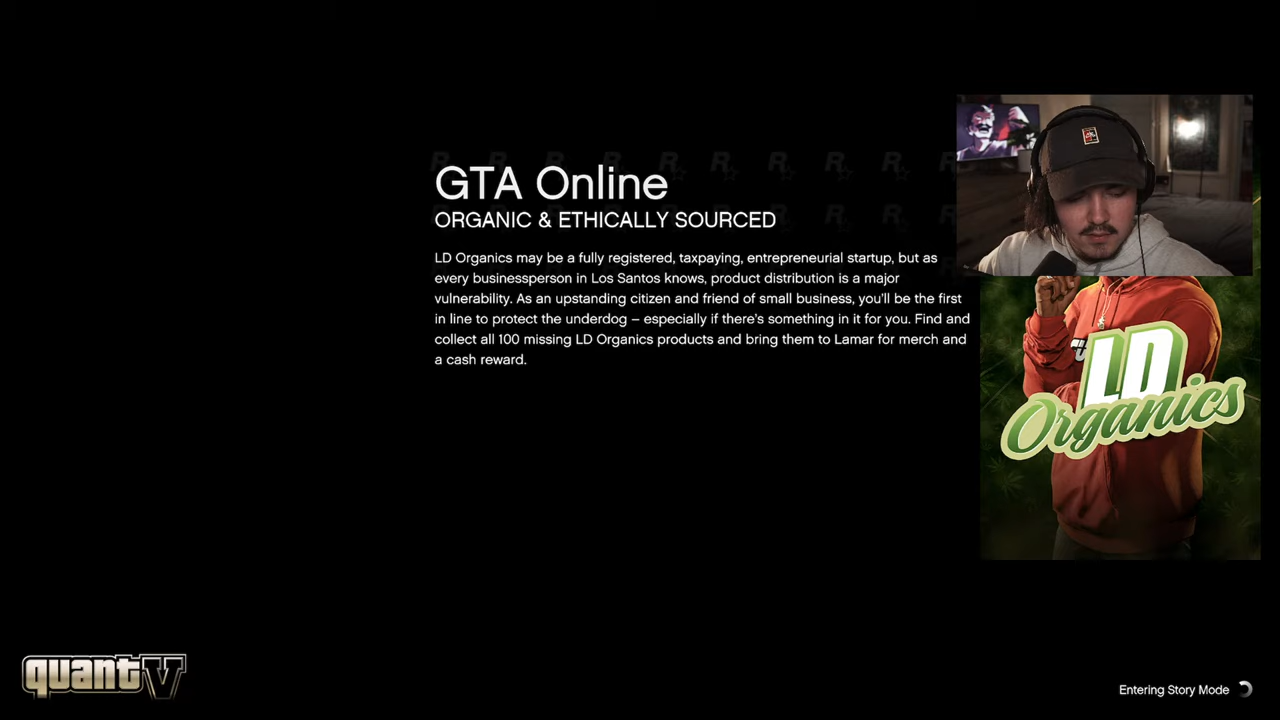 GTA Online
ORGANIC & ETHICALLY SOURCED
LD Organics may be a fully registered, taxpaying, entrepreneurial startup, but as
every businessperson in Los Santos knows, product distribution is a major
vulnerability. As an upstanding citizen and friend of small business, you'll be the first
in line to protect the underdog – especially if there's something in it for you. Find and
collect all 100 missing LD Organics products and bring them to Lamar for merch and
a cash reward.
LD
Organics
quant V
Entering Story Mode